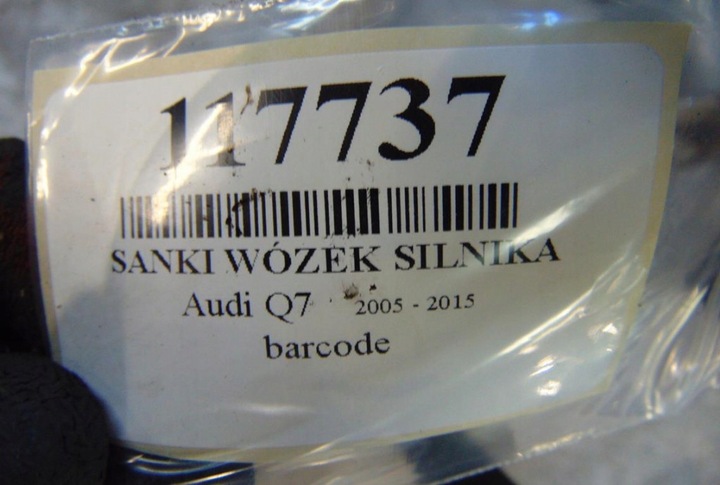 117737
SANKI WÓZEK SILNIKA
Audi Q7 2005 - 2015
barcode